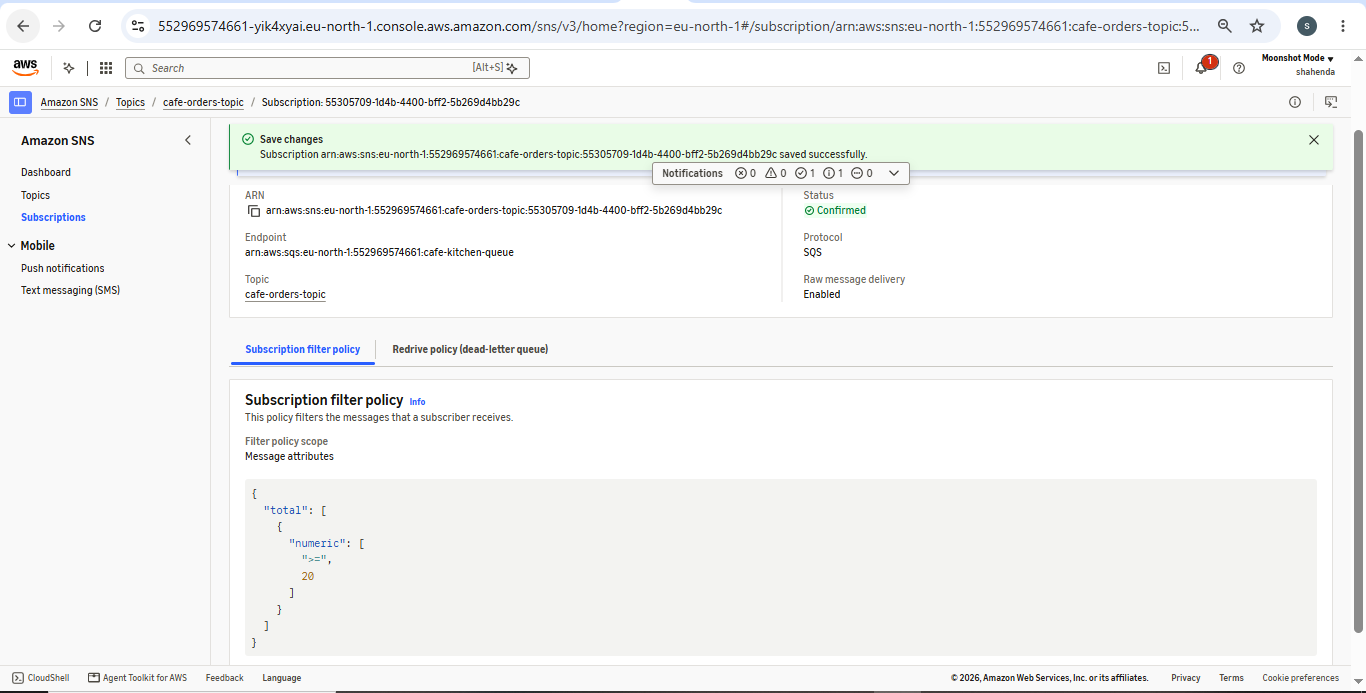 552969574661-yik4xyai.eu-north-1.console.aws.amazon.com/sns/v3/home?region=eu-north-1#/subscription/arn:aws:sns:eu-north-1:552969574661:cafe-orders-topic:5...
S
aws
Search
[Alt+S]
1
Moonshot Mode
shahenda
Amazon SNS / Topics / cafe-orders-topic / Subscription: 55305709-1d4b-4400-bff2-5b269d4bb29c
Amazon SNS
Dashboard
Topics
Subscriptions
Mobile
Push notifications
Text messaging (SMS)
Save changes
Subscription arn:aws:sns:eu-north-1:552969574661:cafe-orders-topic:55305709-1d4b-4400-bff2-5b269d4bb29c saved successfully.
Notifications 0 0 1 1 0
ARN
arn:aws:sns:eu-north-1:552969574661:cafe-orders-topic:55305709-1d4b-4400-bff2-5b269d4bb29c
Endpoint
arn:aws:sqs:eu-north-1:552969574661:cafe-kitchen-queue
Topic
cafe-orders-topic
Status
Confirmed
Protocol
SQS
Raw message delivery
Enabled
Subscription filter policy
Redrive policy (dead-letter queue)
Subscription filter policy Info
This policy filters the messages that a subscriber receives.
Filter policy scope
Message attributes
{
"total": [
{
"numeric": [
">=",
20
]
}
]
}
CloudShell
Agent Toolkit for AWS
Feedback
Language
© 2026, Amazon Web Services, Inc. or its affiliates.
Privacy
Terms
Cookie preferences